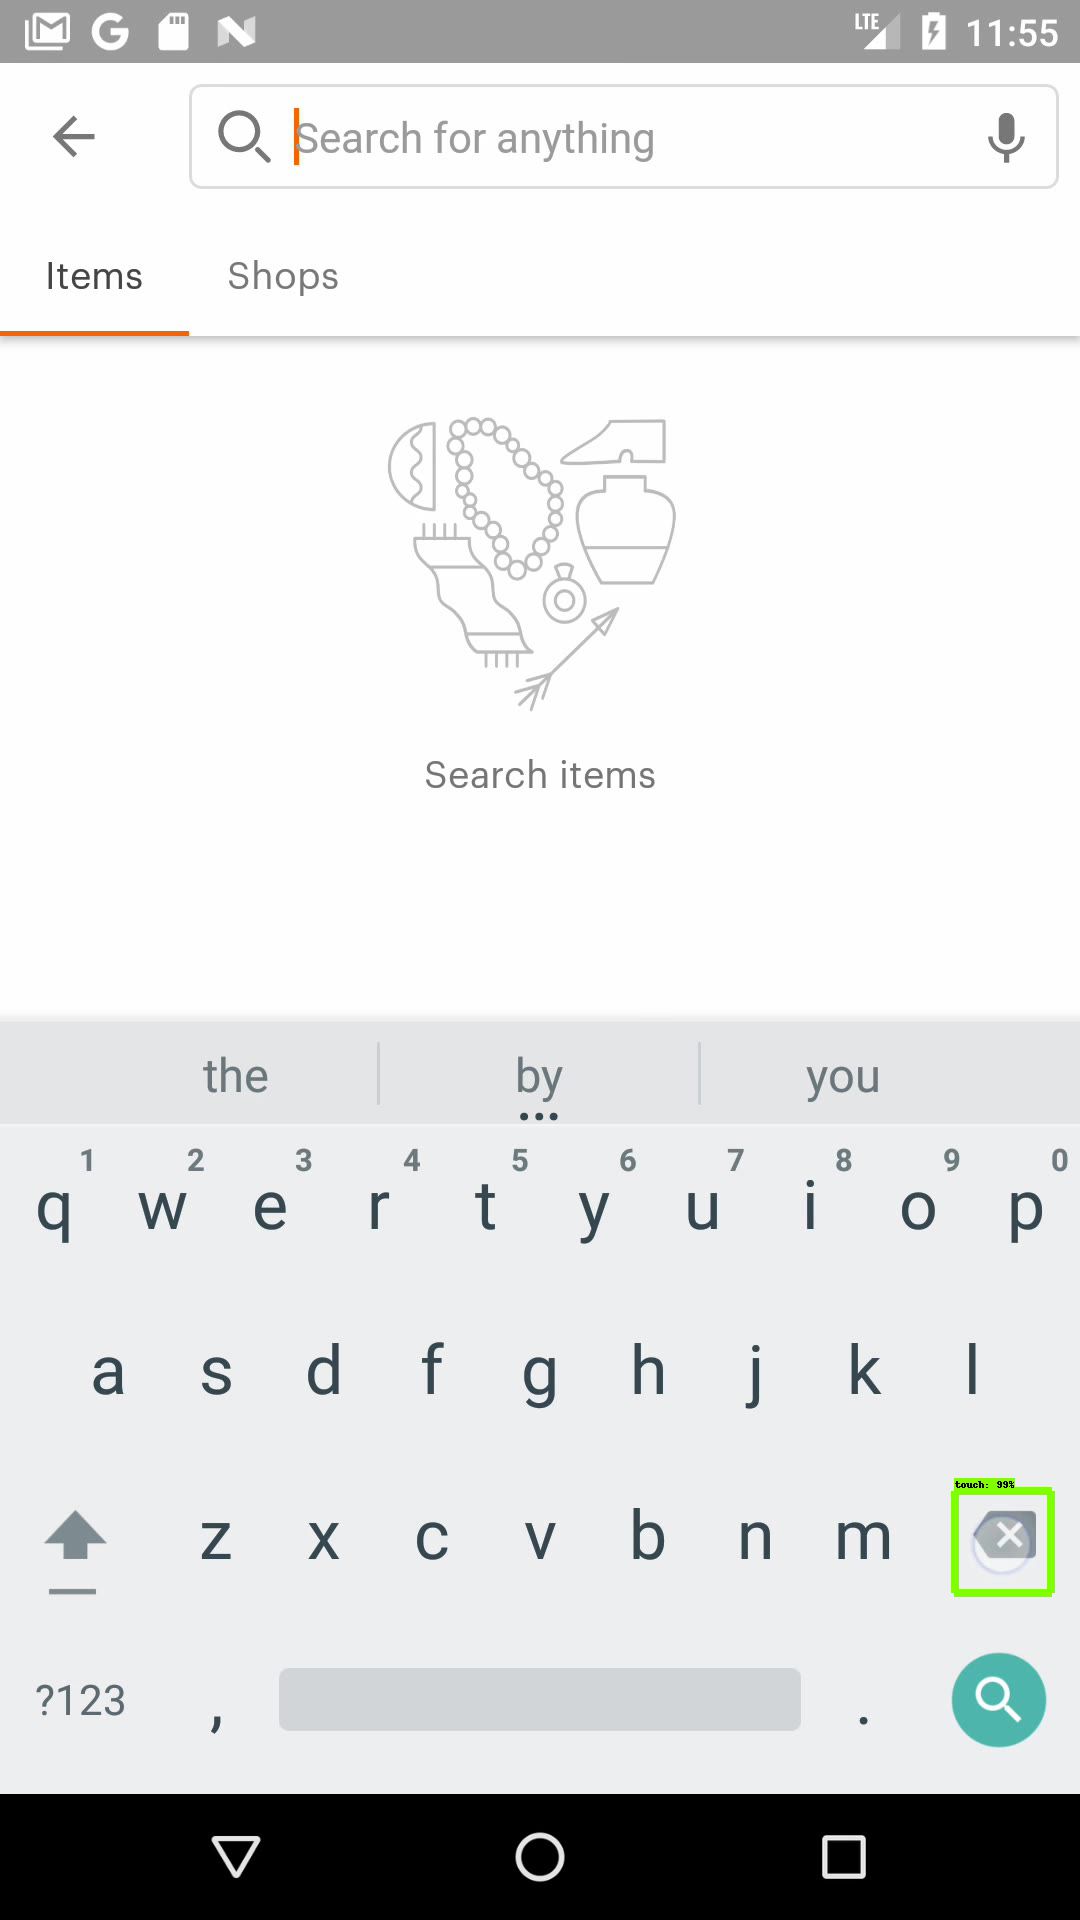 LTE 11:55
Search for anything
Items Shops
Search items
the by you
1 2 3 4 5 6 7 8 9 0
q w e r t y u i o p
a s d f g h j k l
touch: 99%
z x c v b n m
?123 , .